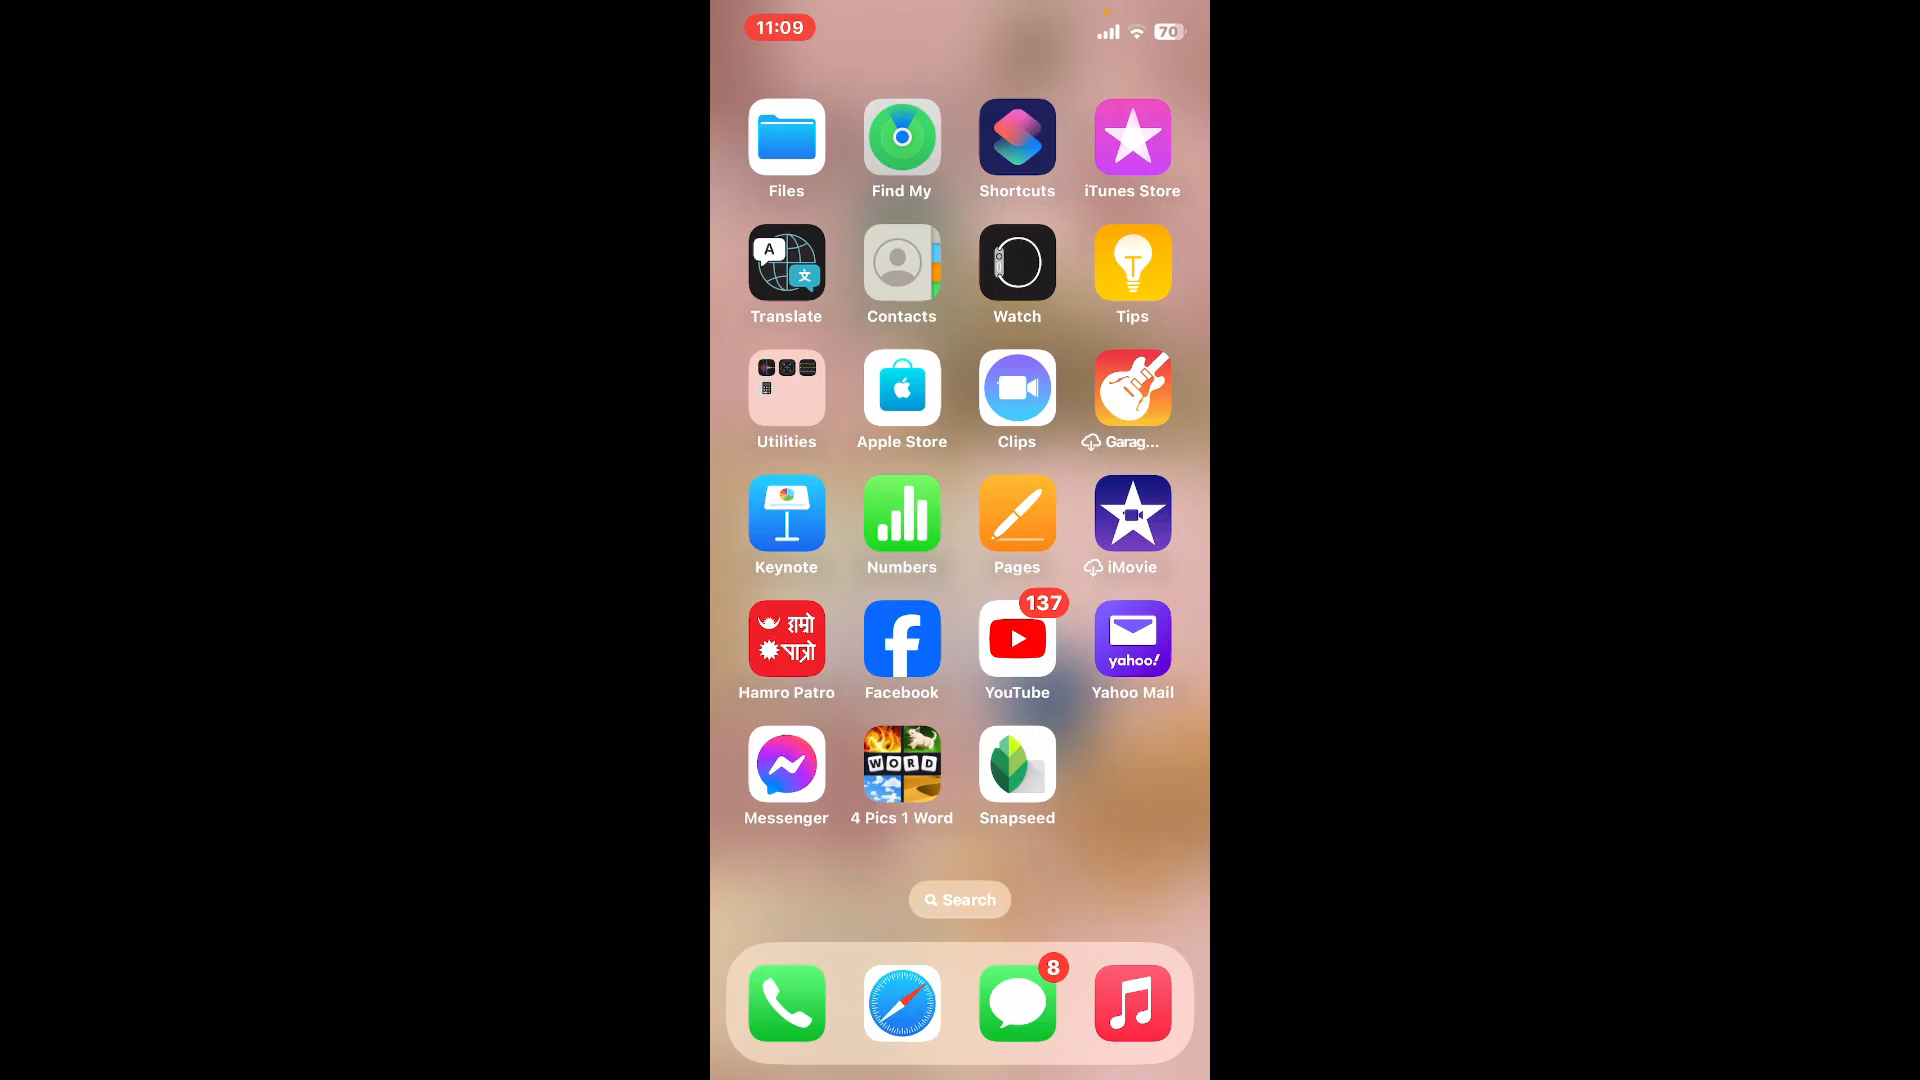 11:09
70
Files
Find My
Shortcuts
iTunes Store
A
文
T
Translate
Contacts
Watch
Tips
Utilities
Apple Store
Clips
Garag...
Keynote
Numbers
Pages
iMovie
137
हाम्रो
पात्रो
yahoo!
Hamro Patro
Facebook
YouTube
Yahoo Mail
WORD
Messenger
4 Pics 1 Word
Snapseed
Search
8